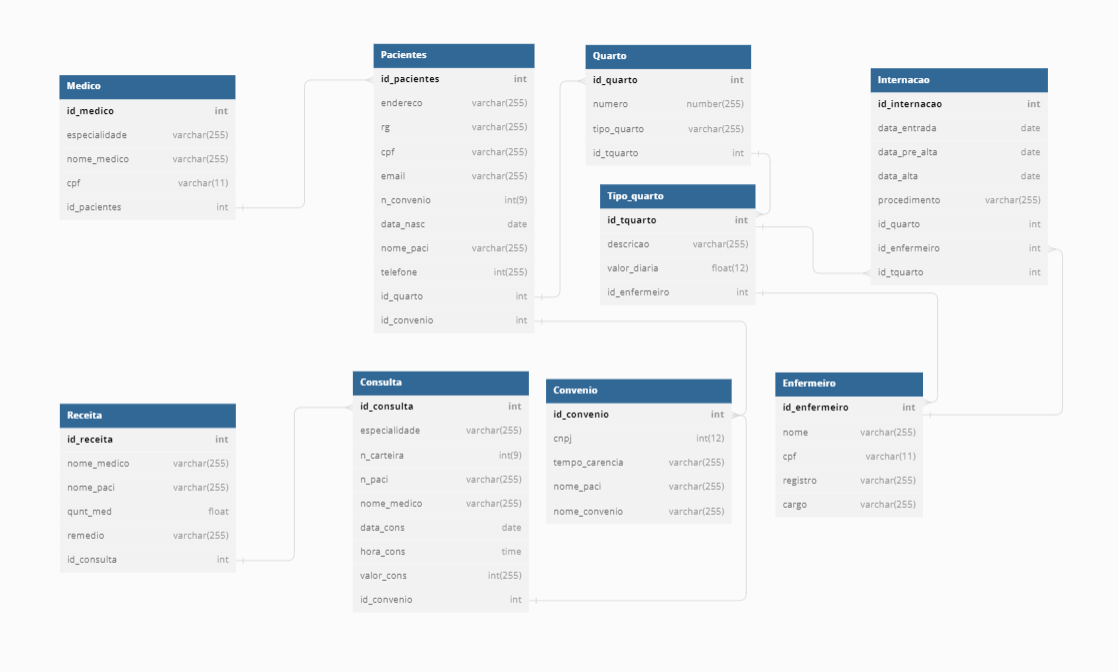 Medico
id_medico int
especialidade varchar(255)
nome_medico varchar(255)
cpf varchar(11)
id_pacientes int
Pacientes
id_pacientes int
endereco varchar(255)
rg varchar(255)
cpf varchar(255)
email varchar(255)
n_convenio int(9)
data_nasc date
nome_paci varchar(255)
telefone int(255)
id_quarto int
id_convenio int
Quarto
id_quarto int
numero number(255)
tipo_quarto varchar(255)
id_tquarto int
Tipo_quarto
id_tquarto int
descricao varchar(255)
valor_diaria float(12)
id_enfermeiro int
Internacao
id_internacao int
data_entrada date
data_pre_alta date
data_alta date
procedimento varchar(255)
id_quarto int
id_enfermeiro int
id_tquarto int
Receita
id_receita int
nome_medico varchar(255)
nome_paci varchar(255)
qunt_med float
remedio varchar(255)
id_consulta int
Consulta
id_consulta int
especialidade varchar(255)
n_carteira int(9)
n_paci varchar(255)
nome_medico varchar(255)
data_cons date
hora_cons time
valor_cons int(255)
id_convenio int
Convenio
id_convenio int
cnpj int(12)
tempo_carencia varchar(255)
nome_paci varchar(255)
nome_convenio varchar(255)
Enfermeiro
id_enfermeiro int
nome varchar(255)
cpf varchar(11)
registro varchar(255)
cargo varchar(255)